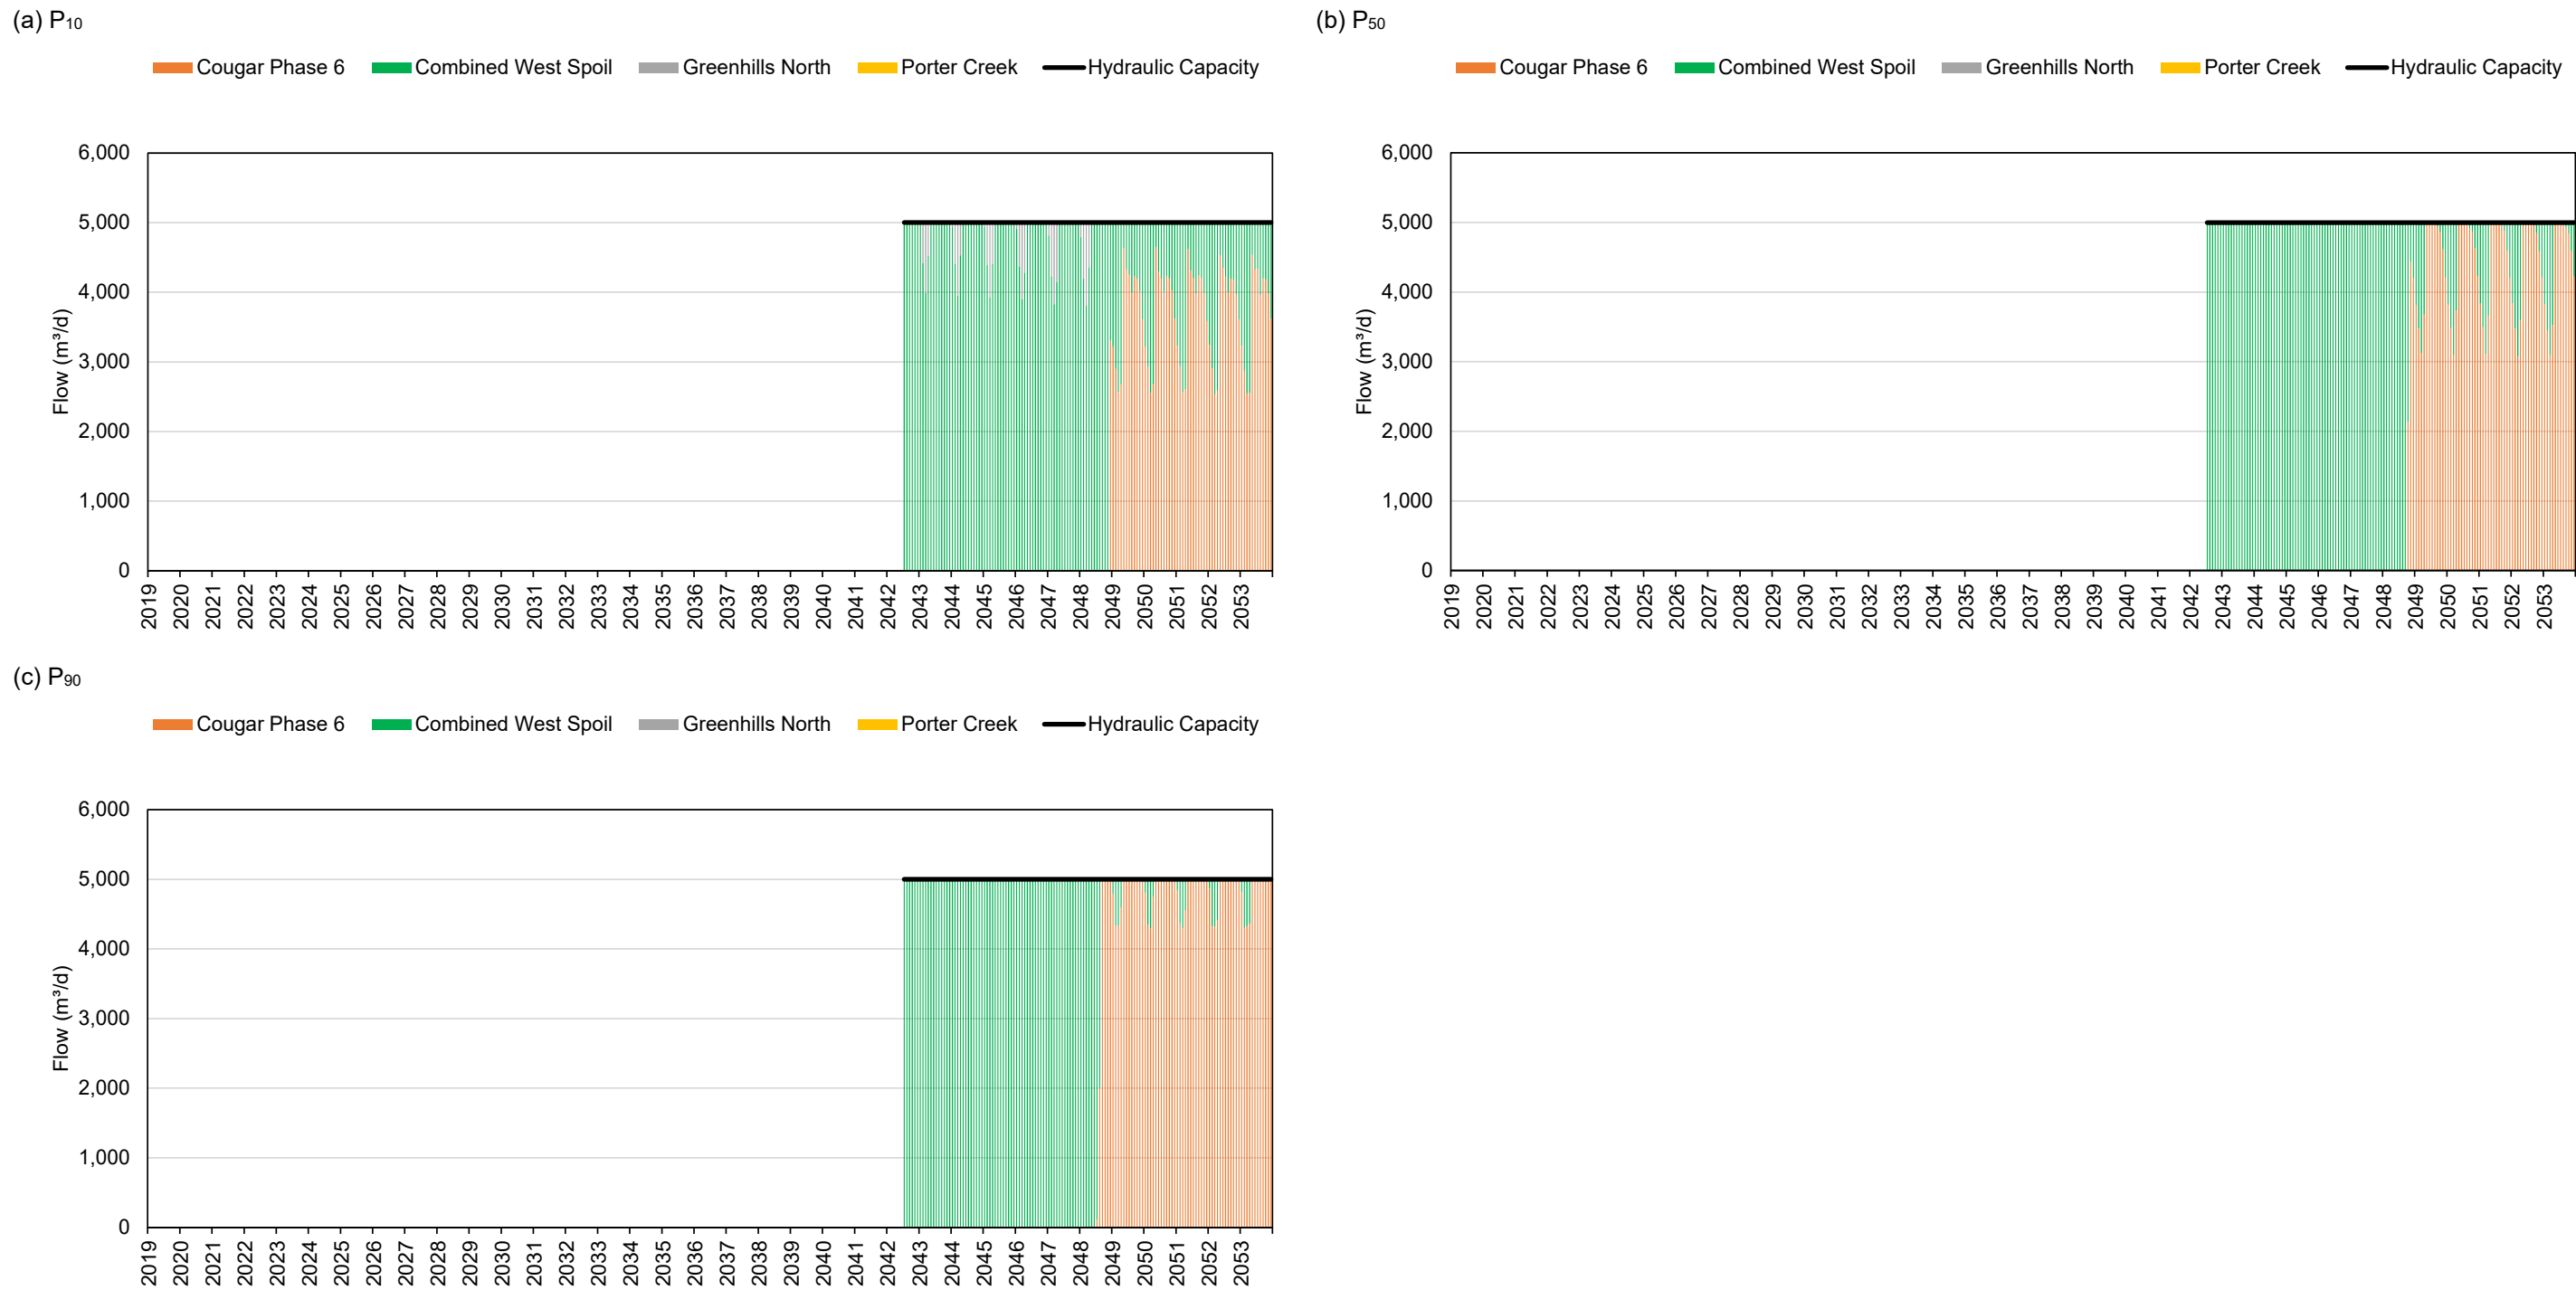 (a) P10
Cougar Phase 6 Combined West Spoil Greenhills North Porter Creek Hydraulic Capacity
6,000
5,000
4,000
3,000
2,000
1,000
0
Flow (m³/d)
2019 2020 2021 2022 2023 2024 2025 2026 2027 2028 2029 2030 2031 2032 2033 2034 2035 2036 2037 2038 2039 2040 2041 2042 2043 2044 2045 2046 2047 2048 2049 2050 2051 2052 2053
(b) P50
Cougar Phase 6 Combined West Spoil Greenhills North Porter Creek Hydraulic Capacity
6,000
5,000
4,000
3,000
2,000
1,000
0
Flow (m³/d)
2019 2020 2021 2022 2023 2024 2025 2026 2027 2028 2029 2030 2031 2032 2033 2034 2035 2036 2037 2038 2039 2040 2041 2042 2043 2044 2045 2046 2047 2048 2049 2050 2051 2052 2053
(c) P90
Cougar Phase 6 Combined West Spoil Greenhills North Porter Creek Hydraulic Capacity
6,000
5,000
4,000
3,000
2,000
1,000
0
Flow (m³/d)
2019 2020 2021 2022 2023 2024 2025 2026 2027 2028 2029 2030 2031 2032 2033 2034 2035 2036 2037 2038 2039 2040 2041 2042 2043 2044 2045 2046 2047 2048 2049 2050 2051 2052 2053